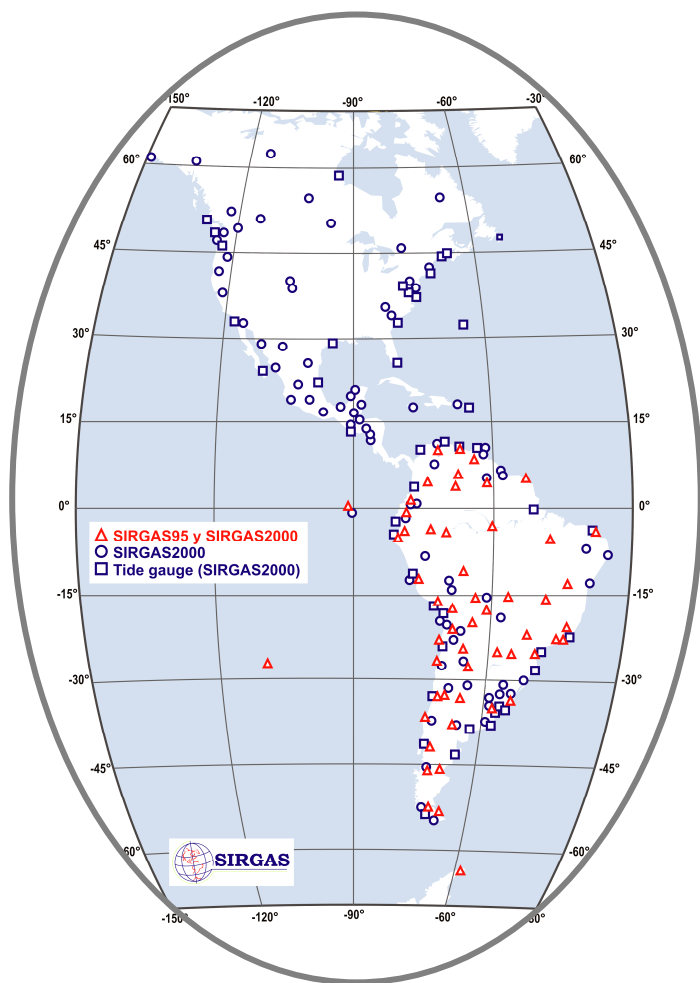 150° -120° -90° -60° -30°
60° 60°
45° 45°
30° 30°
15° 15°
0° 0°
SIRGAS95 y SIRGAS2000
SIRGAS2000
Tide gauge (SIRGAS2000)
-15° -15°
-30° -30°
-45° -45°
60° -60°
SIRGAS
-150° -120° -90° -60° 30°